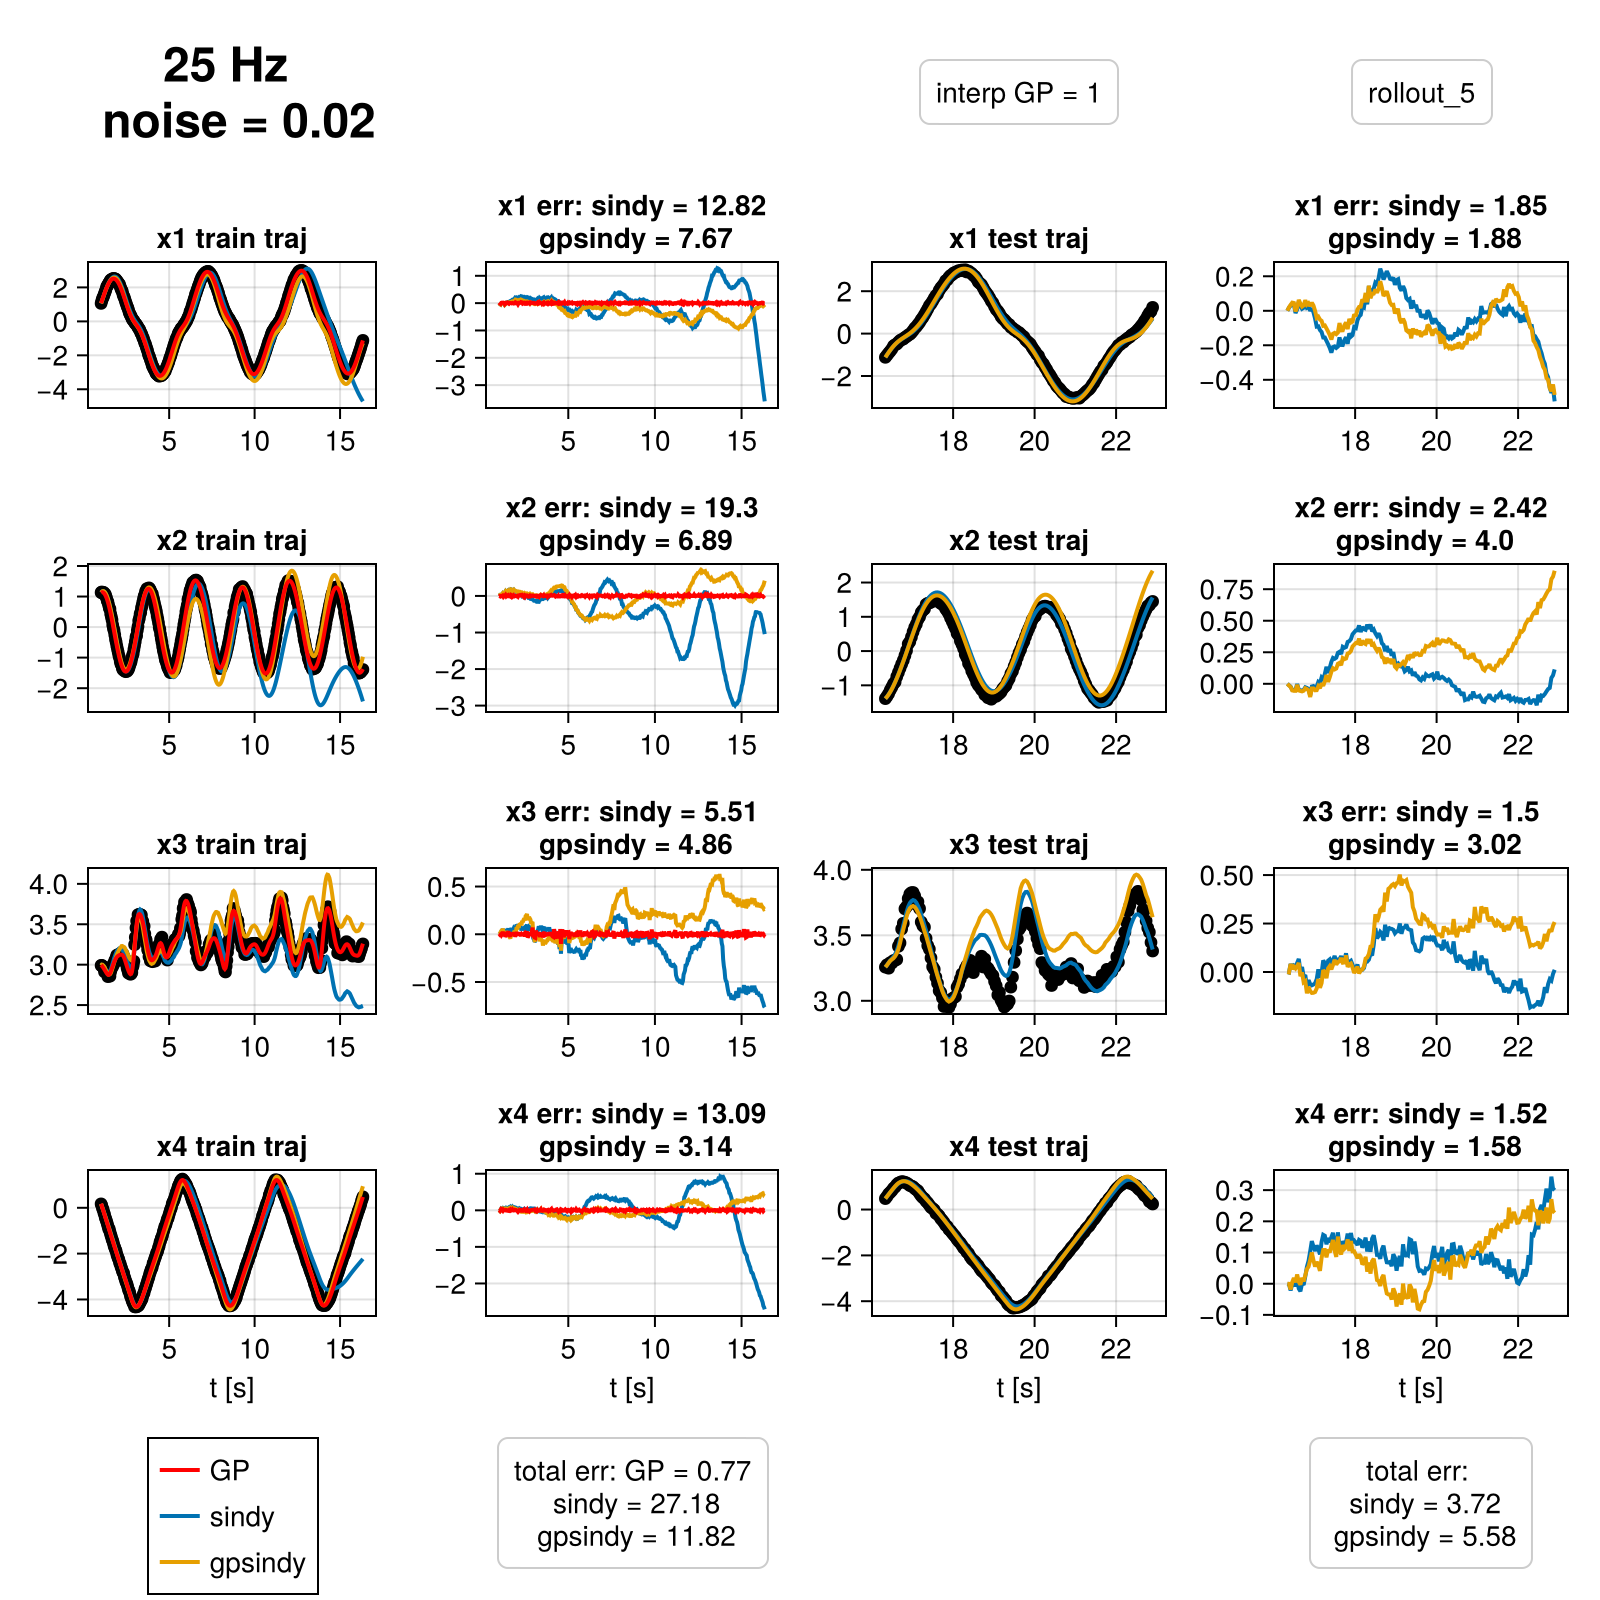 25 Hz
noise = 0.02
interp GP = 1
rollout_5
x1 train traj
2
0
−2
−4
5 10 15
x1 err: sindy = 12.82
gpsindy = 7.67
1
0
−1
−2
−3
5 10 15
x1 test traj
2
0
−2
18 20 22
x1 err: sindy = 1.85
gpsindy = 1.88
0.2
0.0
−0.2
−0.4
18 20 22
x2 train traj
2
1
0
−1
−2
5 10 15
x2 err: sindy = 19.3
gpsindy = 6.89
0
−1
−2
−3
5 10 15
x2 test traj
2
1
0
−1
18 20 22
x2 err: sindy = 2.42
gpsindy = 4.0
0.75
0.50
0.25
0.00
18 20 22
x3 train traj
4.0
3.5
3.0
2.5
5 10 15
x3 err: sindy = 5.51
gpsindy = 4.86
0.5
0.0
−0.5
5 10 15
x3 test traj
4.0
3.5
3.0
18 20 22
x3 err: sindy = 1.5
gpsindy = 3.02
0.50
0.25
0.00
18 20 22
x4 train traj
0
−2
−4
5 10 15
t [s]
x4 err: sindy = 13.09
gpsindy = 3.14
1
0
−1
−2
5 10 15
t [s]
x4 test traj
0
−2
−4
18 20 22
t [s]
x4 err: sindy = 1.52
gpsindy = 1.58
0.3
0.2
0.1
0.0
−0.1
18 20 22
t [s]
GP
sindy
gpsindy
total err: GP = 0.77
sindy = 27.18
gpsindy = 11.82
total err:
sindy = 3.72
gpsindy = 5.58